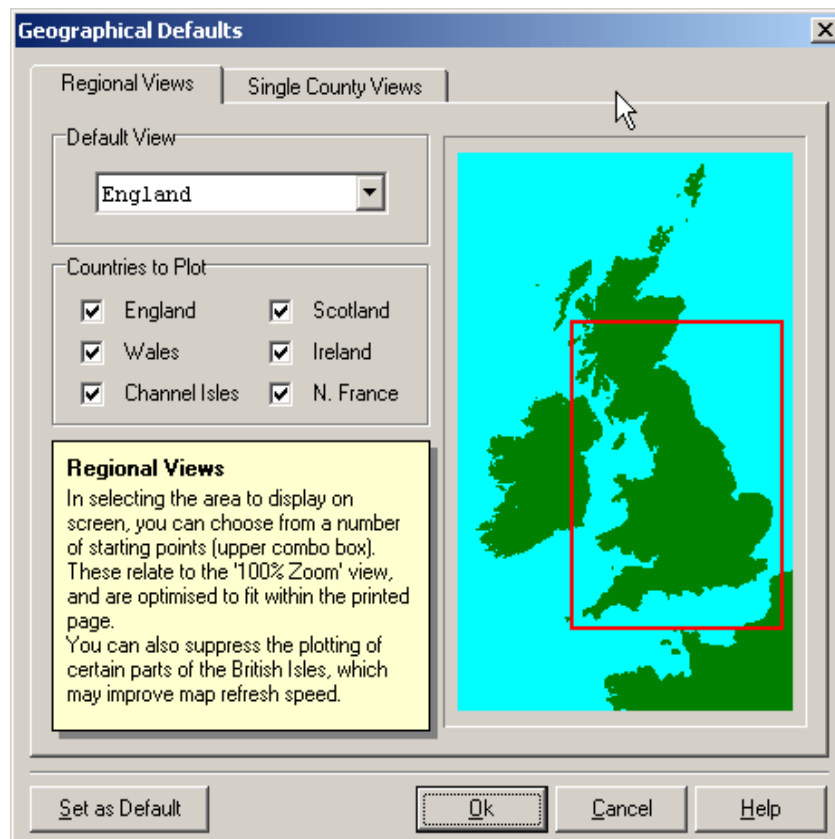 Geographical Defaults
Regional Views
Single County Views
Default View
England
Countries to Plot
England
Scotland
Wales
Ireland
Channel Isles
N. France
Regional Views
In selecting the area to display on
screen, you can choose from a number
of starting points (upper combo box).
These relate to the '100% Zoom' view,
and are optimised to fit within the printed
page.
You can also suppress the plotting of
certain parts of the British Isles, which
may improve map refresh speed.
Set as Default
Ok
Cancel
Help